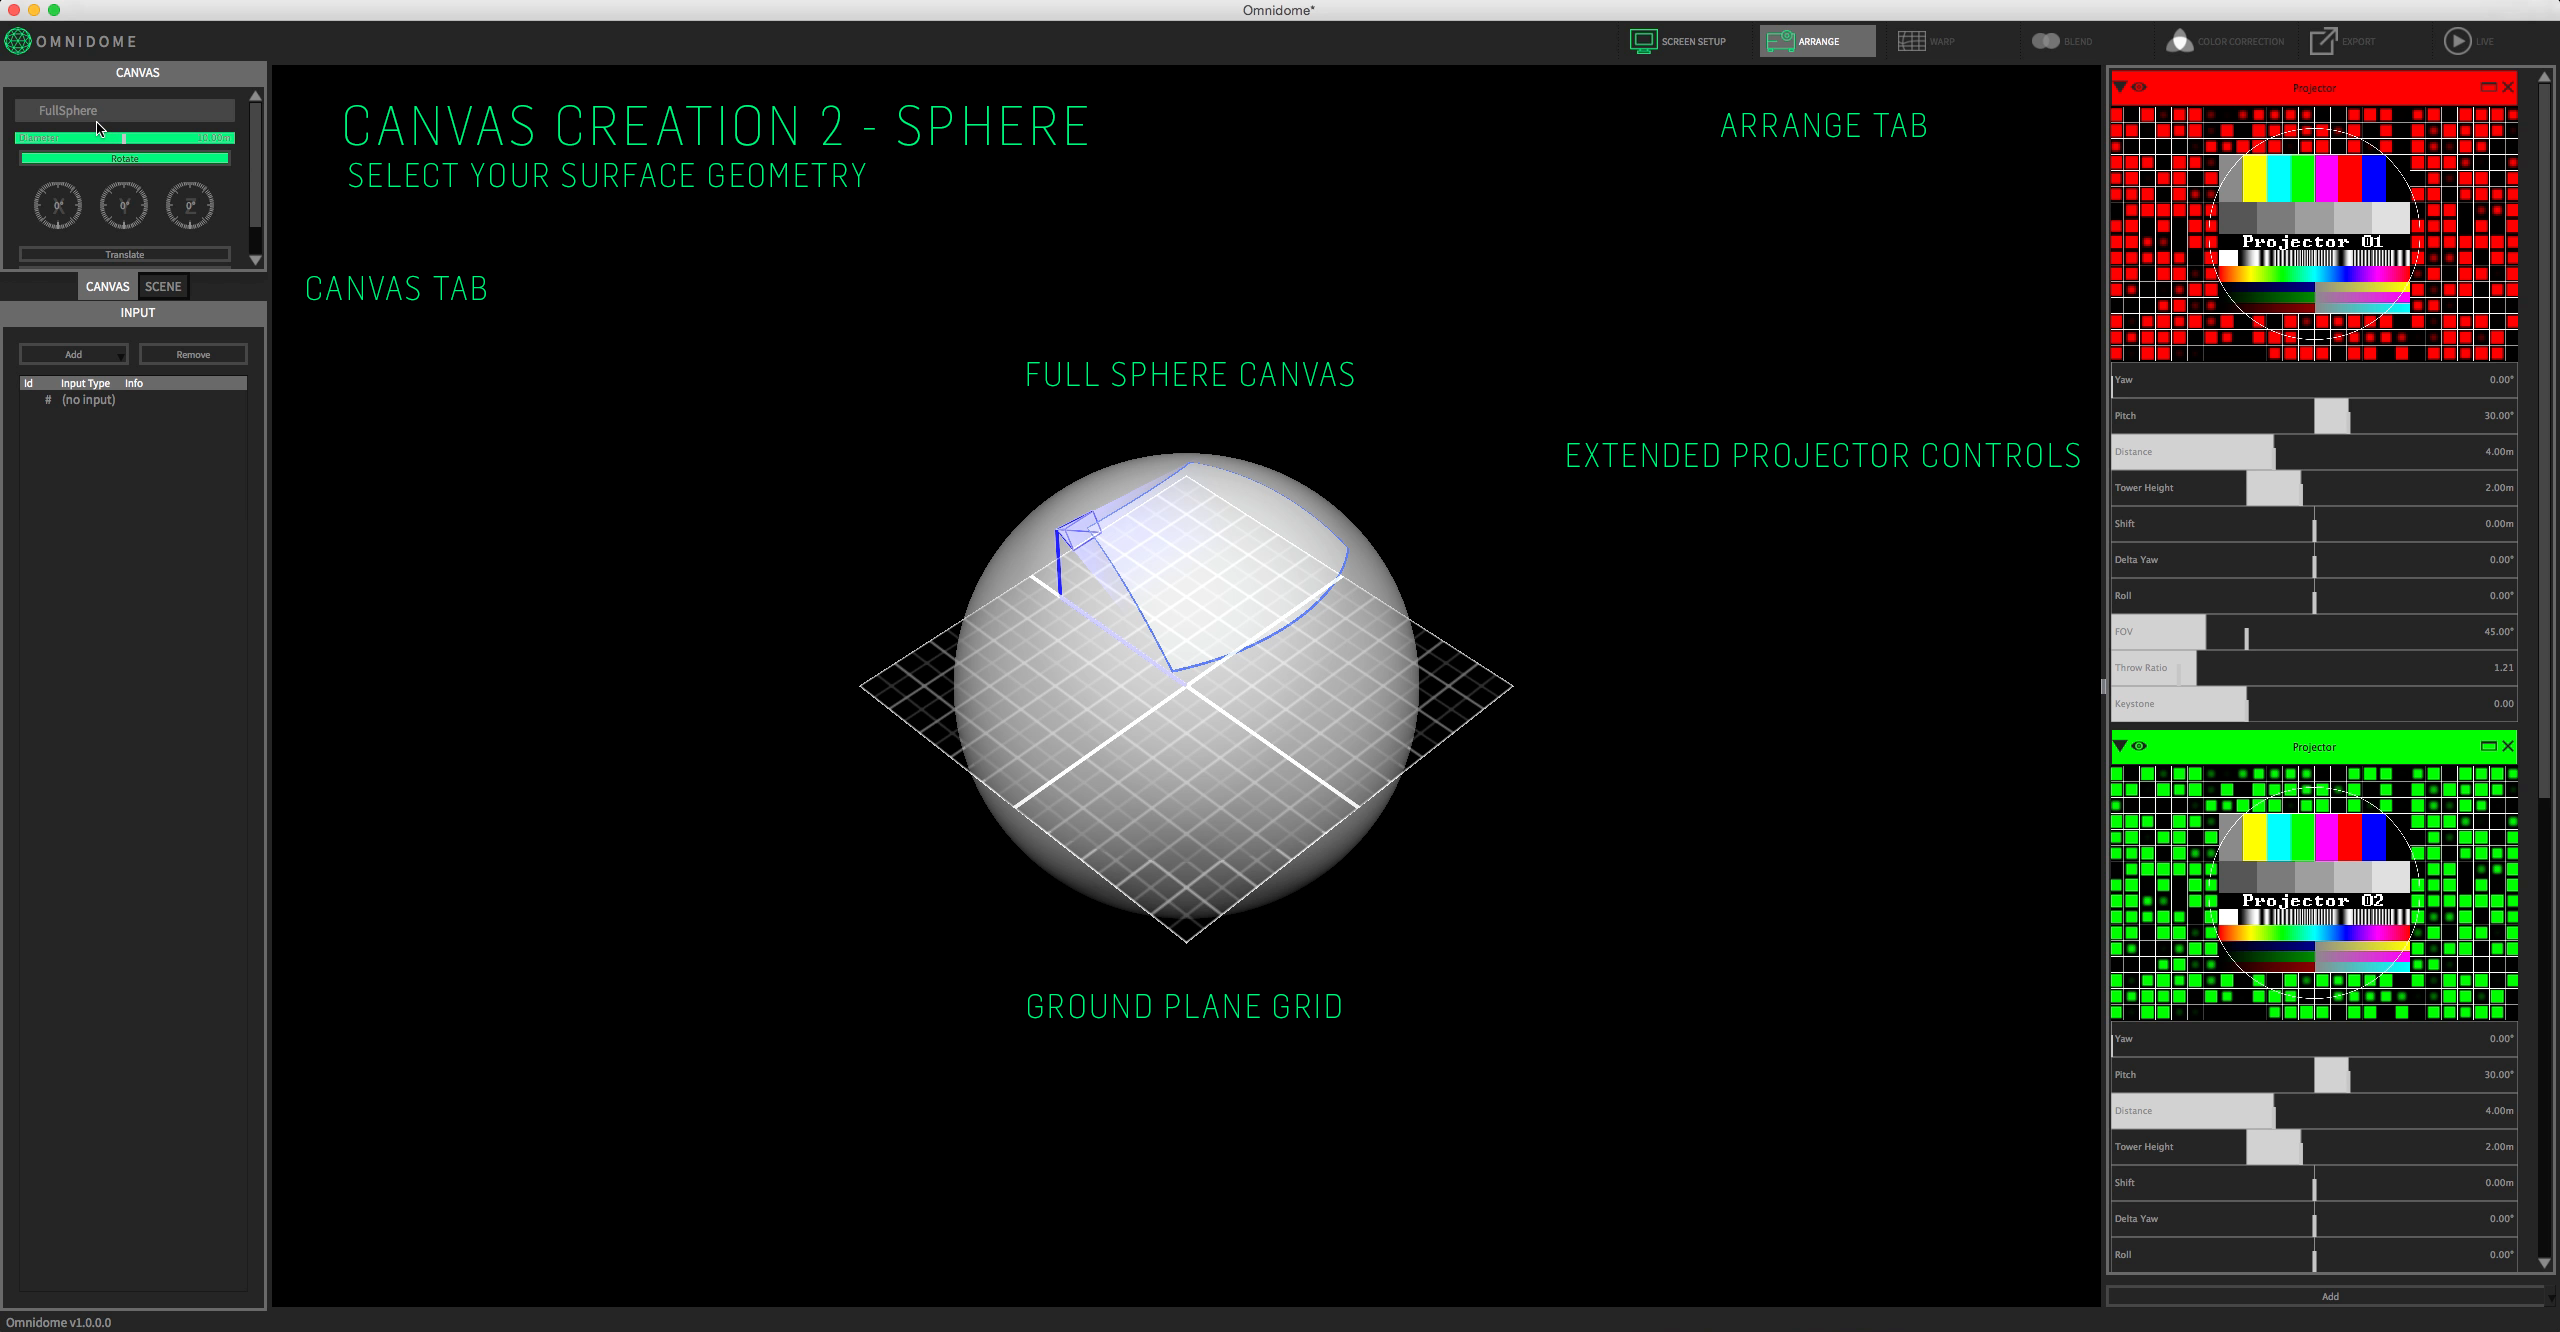 Omnidome*
OMNIDOME
SCREEN SETUP
ARRANGE
WARP
BLEND
COLOR CORRECTION
EXPORT
LIVE
CANVAS
FullSphere
Diameter 10.00m
Rotate
0° 0° 0°
Translate
CANVAS SCENE
INPUT
Add Remove
Id Input Type Info
# (no input)
CANVAS CREATION 2 - SPHERE
SELECT YOUR SURFACE GEOMETRY
ARRANGE TAB
CANVAS TAB
FULL SPHERE CANVAS
EXTENDED PROJECTOR CONTROLS
GROUND PLANE GRID
Projector
Projector 01
Yaw 0.00°
Pitch 30.00°
Distance 4.00m
Tower Height 2.00m
Shift 0.00m
Delta Yaw 0.00°
Roll 0.00°
FOV 45.00°
Throw Ratio 1.21
Keystone 0.00
Projector
Projector 02
Yaw 0.00°
Pitch 30.00°
Distance 4.00m
Tower Height 2.00m
Shift 0.00m
Delta Yaw 0.00°
Roll 0.00°
Add
Omnidome v1.0.0.0